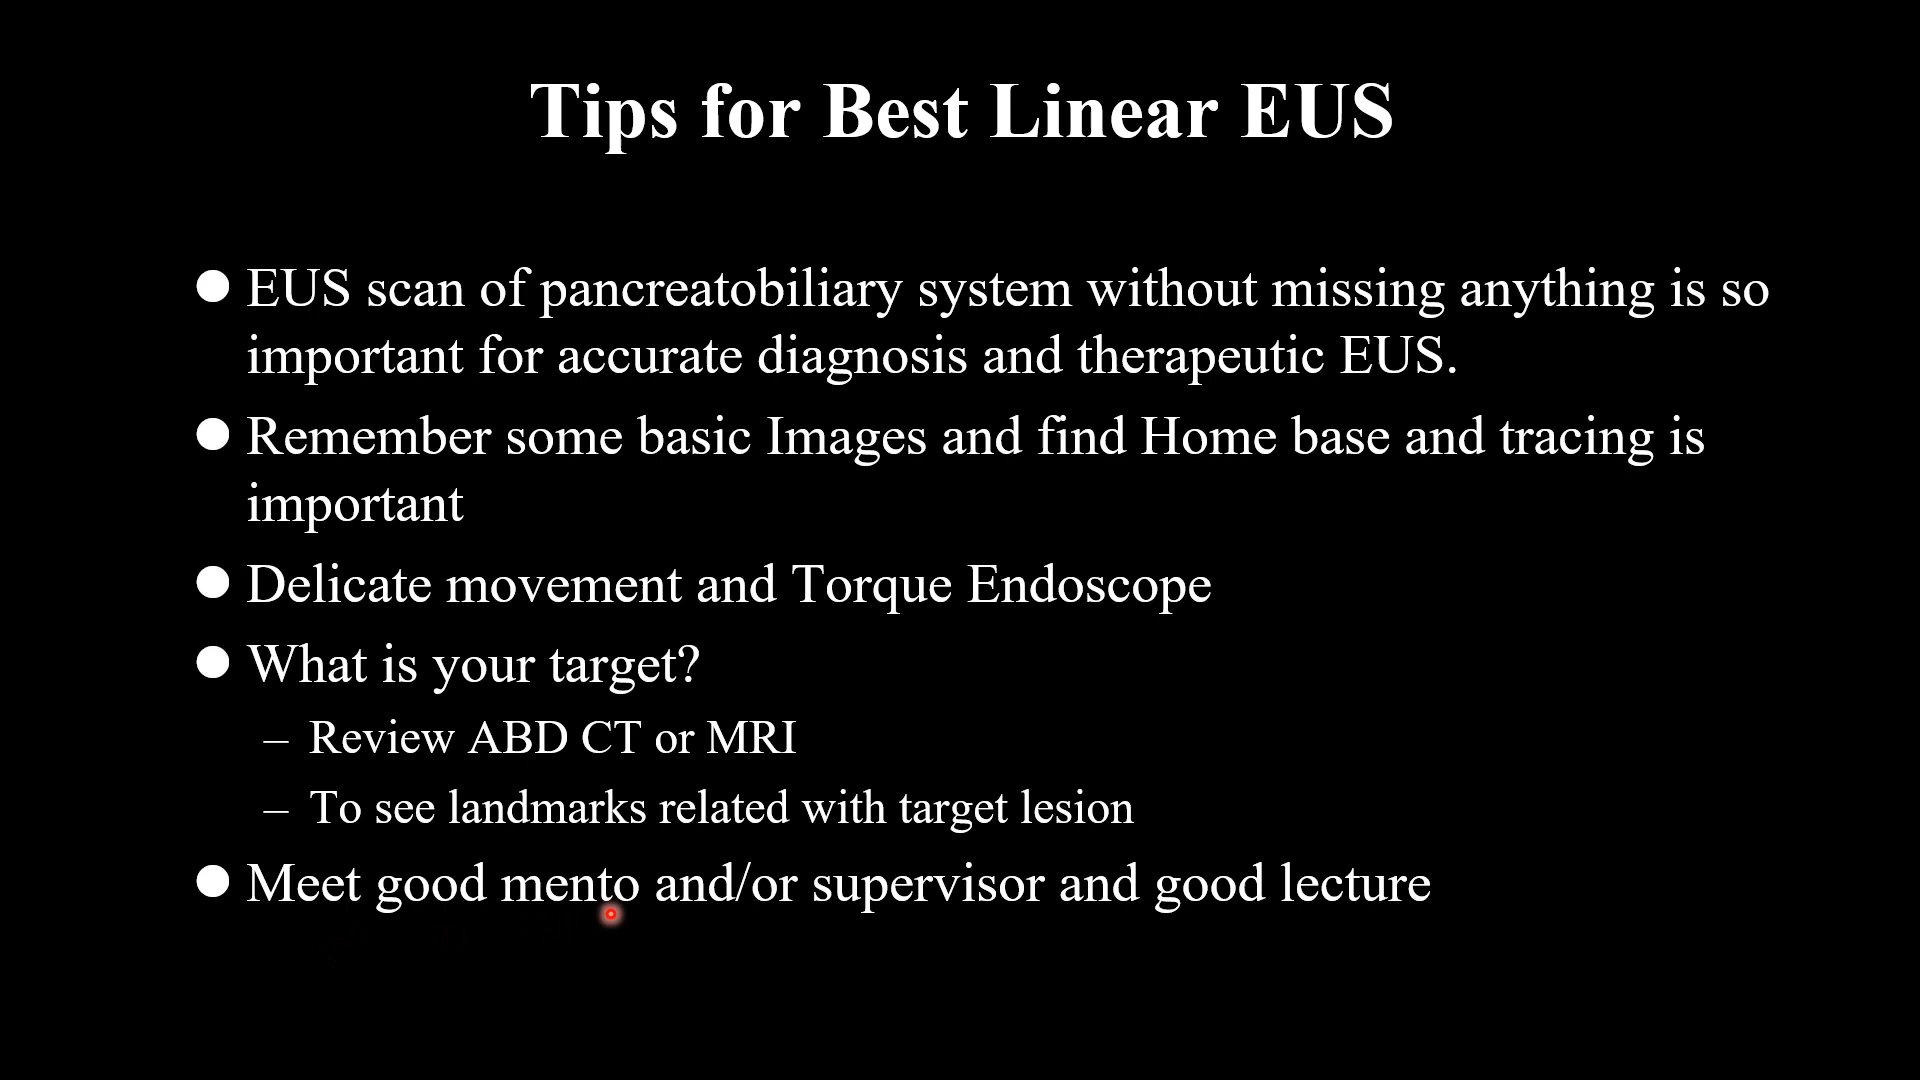 Tips for Best Linear EUS
● EUS scan of pancreatobiliary system without missing anything is so
important for accurate diagnosis and therapeutic EUS.
● Remember some basic Images and find Home base and tracing is
important
● Delicate movement and Torque Endoscope
● What is your target?
– Review ABD CT or MRI
– To see landmarks related with target lesion
● Meet good mento and/or supervisor and good lecture